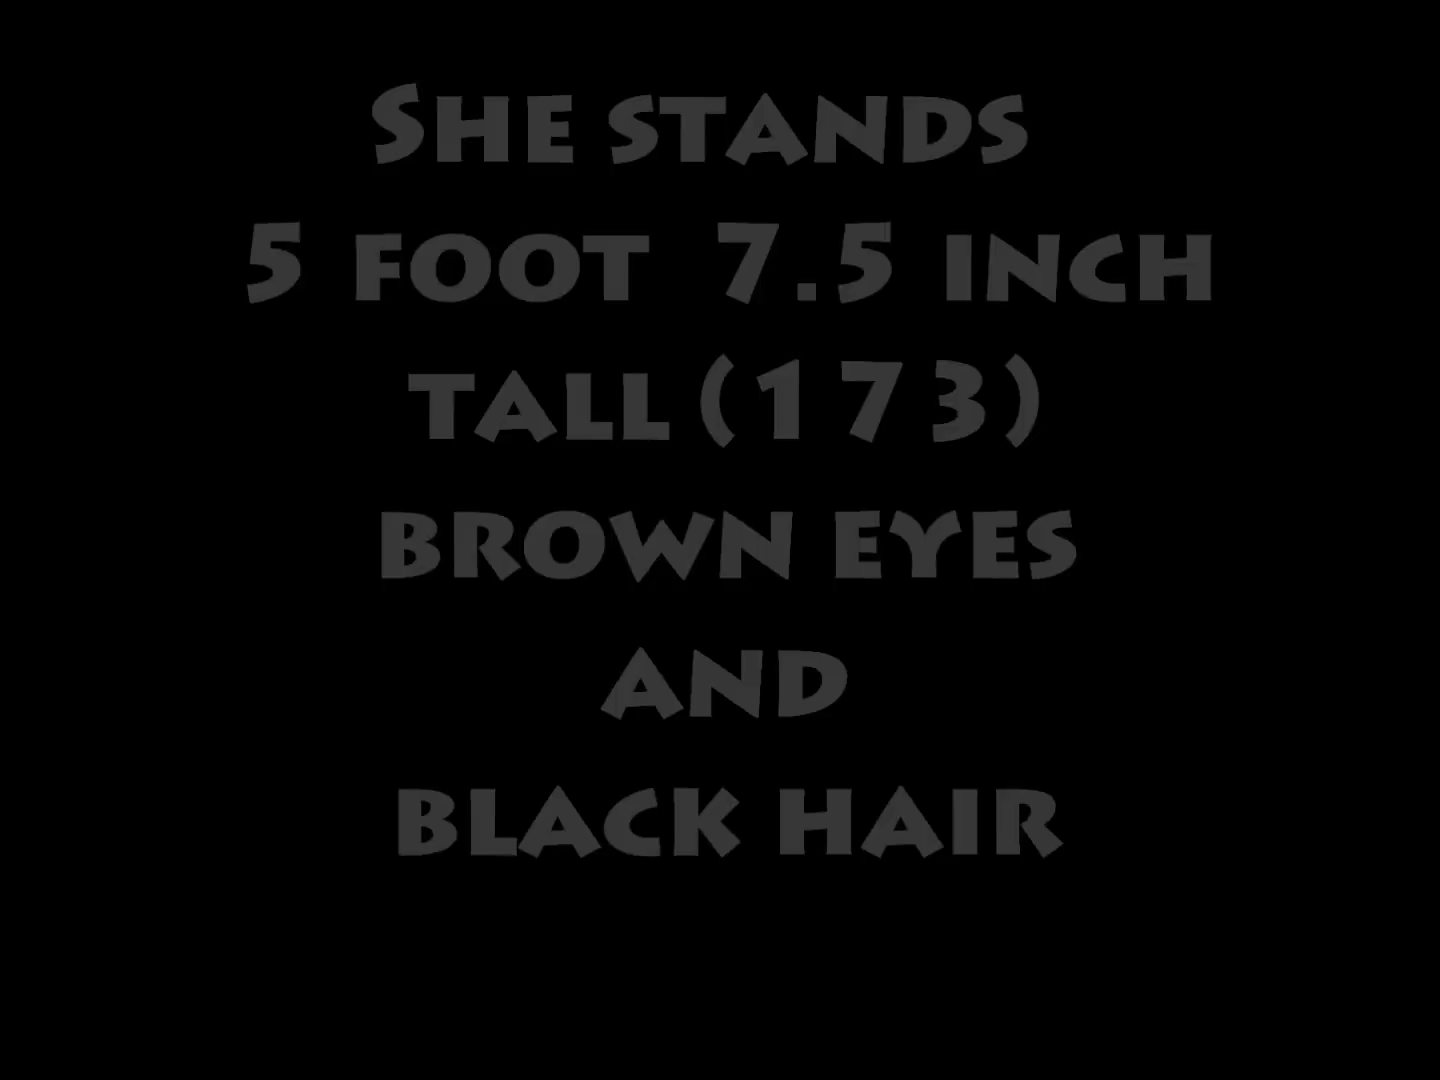 She stands
5 foot 7.5 inch
tall (173)
brown eyes
and
black hair